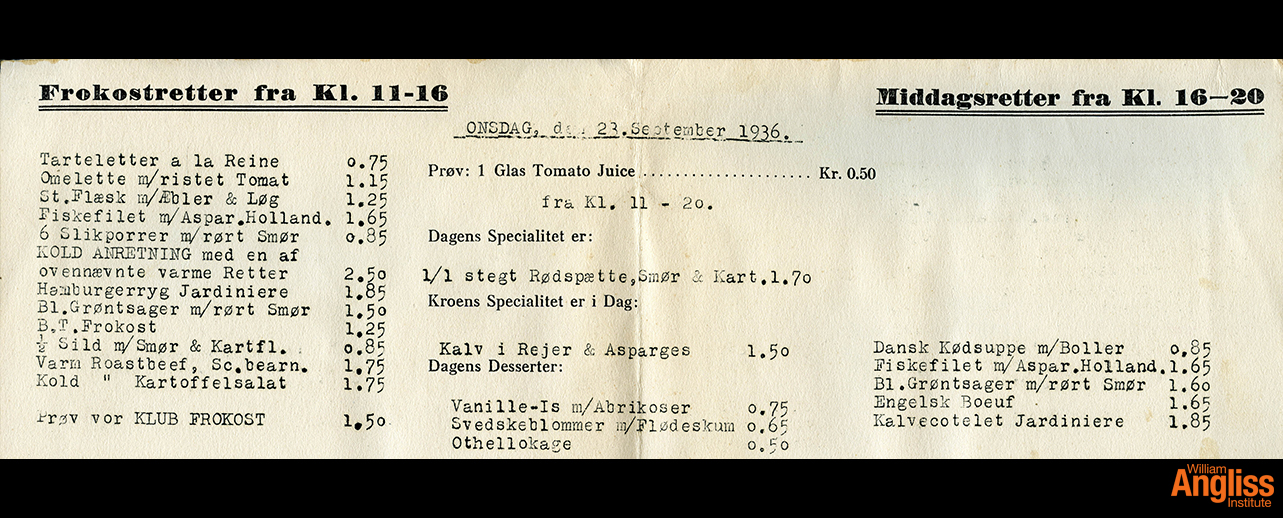 Frokostretter fra Kl. 11-16
Tarteletter a la Reine 0.75
Omelette m/ristet Tomat 1.15
St.Flæsk m/Æbler & Løg 1.25
Fiskefilet m/Aspar.Holland. 1.65
6 Slikporrer m/rørt Smør 0.85
KOLD ANRETNING med en af
ovennævnte varme Retter 2.50
Hamburgerryg Jardiniere 1.85
Bl.Grøntsager m/rørt Smør 1.50
B.T.Frokost 1.25
½ Sild m/Smør & Kartfl. 0.85
Varm Roastbeef, Sc.bearn. 1.75
Kold " Kartoffelsalat 1.75
Prøv vor KLUB FROKOST 1.50
ONSDAG, den 23.September 1936.
Prøv: 1 Glas Tomato Juice ..................... Kr. 0.50
fra Kl. 11 - 20.
Dagens Specialitet er:
1/1 stegt Rødspætte,Smør & Kart.1.70
Kroens Specialitet er i Dag:
Kalv i Rejer & Asparges 1.50
Dagens Desserter:
Vanille-Is m/Abrikoser 0.75
Svedskeblommer m/Flødeskum 0.65
Othellokage 0.50
Middagsretter fra Kl. 16—20
Dansk Kødsuppe m/Boller 0.85
Fiskefilet m/Aspar.Holland.1.65
Bl.Grøntsager m/rørt Smør 1.60
Engelsk Boeuf 1.65
Kalvecotelet Jardiniere 1.85
William
Angliss
Institute